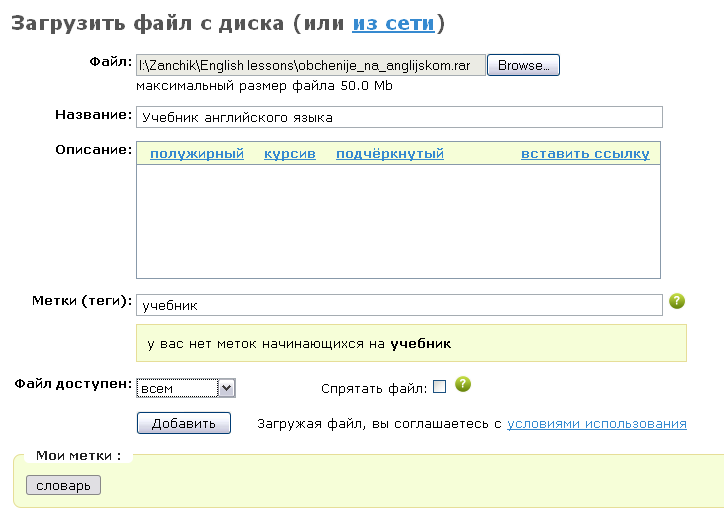 Загрузить файл с диска (или из сети)
Файл: I:\Zanchik\English lessons\obchenije_na_anglijskom.rar Browse...
максимальный размер файла 50.0 Mb
Название: Учебник английского языка
Описание: полужирный курсив подчёркнутый вставить ссылку
Метки (теги): учебник ?
у вас нет меток начинающихся на учебник
Файл доступен: всем Спрятать файл: ?
Добавить Загружая файл, вы соглашаетесь с условиями использования
Мои метки :
словарь